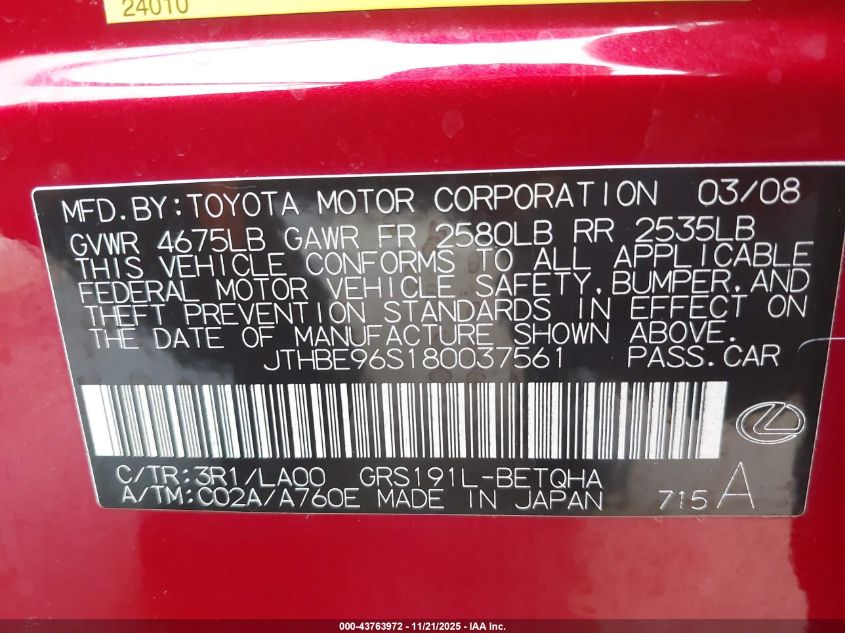 24010
MFD.BY:TOYOTA MOTOR CORPORATION 03/08
GVWR 4675LB GAWR FR 2580LB RR 2535LB
THIS VEHICLE CONFORMS TO ALL APPLICABLE
FEDERAL MOTOR VEHICLE SAFETY,BUMPER,AND
THEFT PREVENTION STANDARDS IN EFFECT ON
THE DATE OF MANUFACTURE SHOWN ABOVE.
JTHBE96S180037561 PASS.CAR
C/TR:3R1/LA00 GRS191L-BETQHA
A/TM:C02A/A760E MADE IN JAPAN 715 A
000-43763972 - 11/21/2025 - IAA Inc.